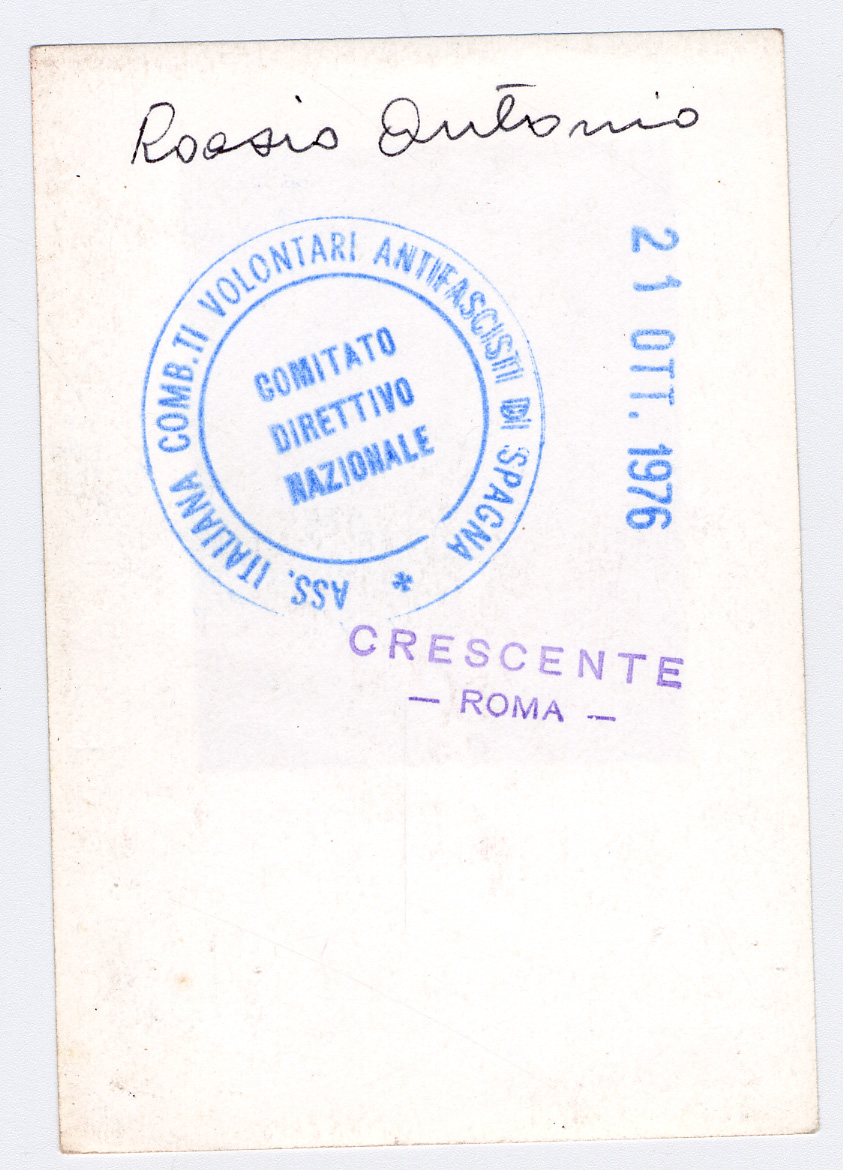 Roasio Antonio
ASS. ITALIANA COMB.TI VOLONTARI ANTIFASCISTI DI SPAGNA *
COMITATO
DIRETTIVO
NAZIONALE
21 OTT. 1976
CRESCENTE
— ROMA —